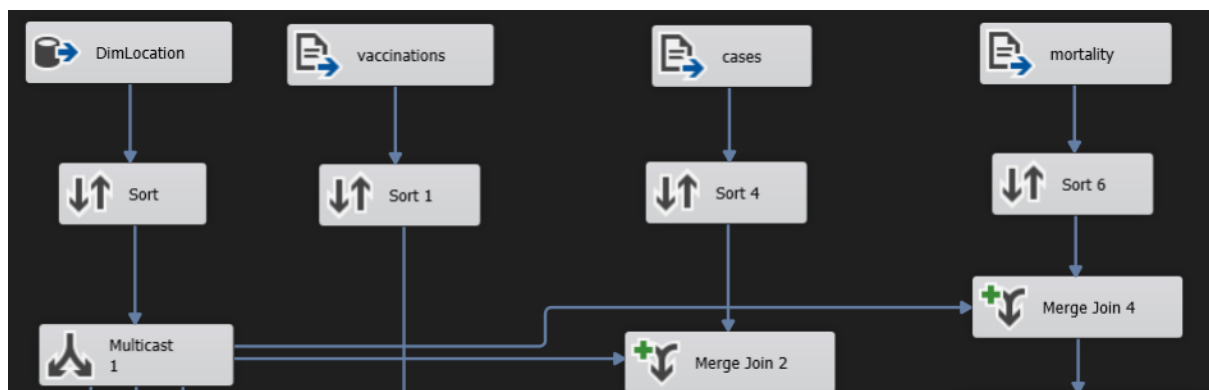 DimLocation
vaccinations
cases
mortality
Sort
Sort 1
Sort 4
Sort 6
Merge Join 4
Multicast
1
Merge Join 2